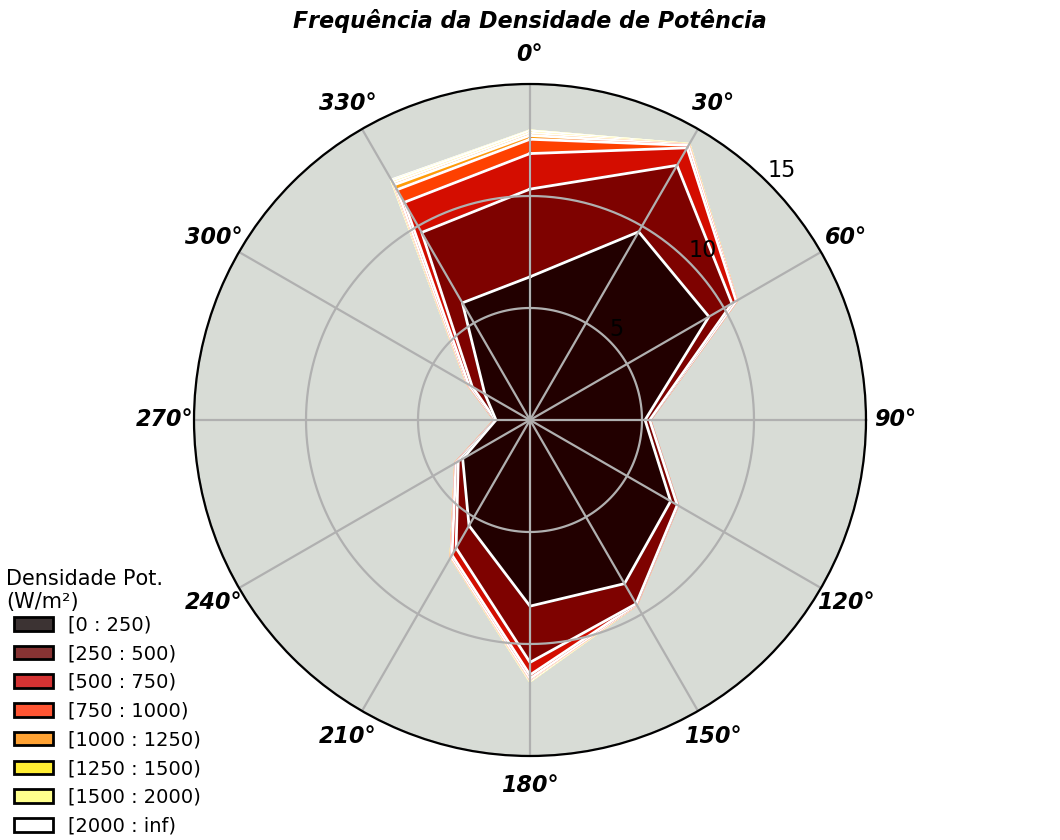 Frequência da Densidade de Potência
0°
330°
30°
15
300°
60°
10
5
270°
90°
240°
120°
210°
150°
180°
Densidade Pot.
(W/m²)
[0 : 250)
[250 : 500)
[500 : 750)
[750 : 1000)
[1000 : 1250)
[1250 : 1500)
[1500 : 2000)
[2000 : inf)